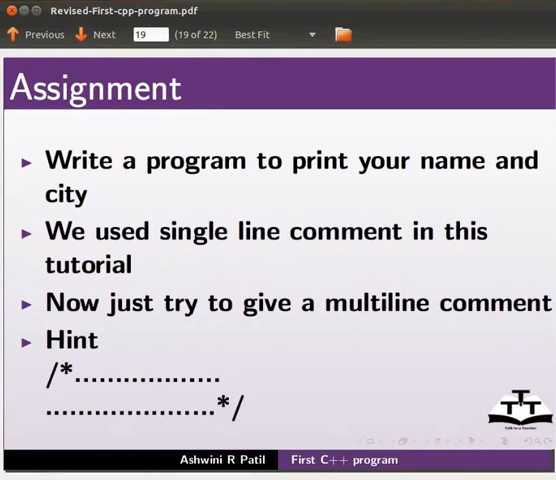 Revised-First-cpp-program.pdf
Previous Next 19 (19 of 22) Best Fit
Assignment
Write a program to print your name and
city
We used single line comment in this
tutorial
Now just try to give a multiline comment
Hint
/*..................
.....................*/
TTT
Talk to a Teacher
Ashwini R Patil First C++ program